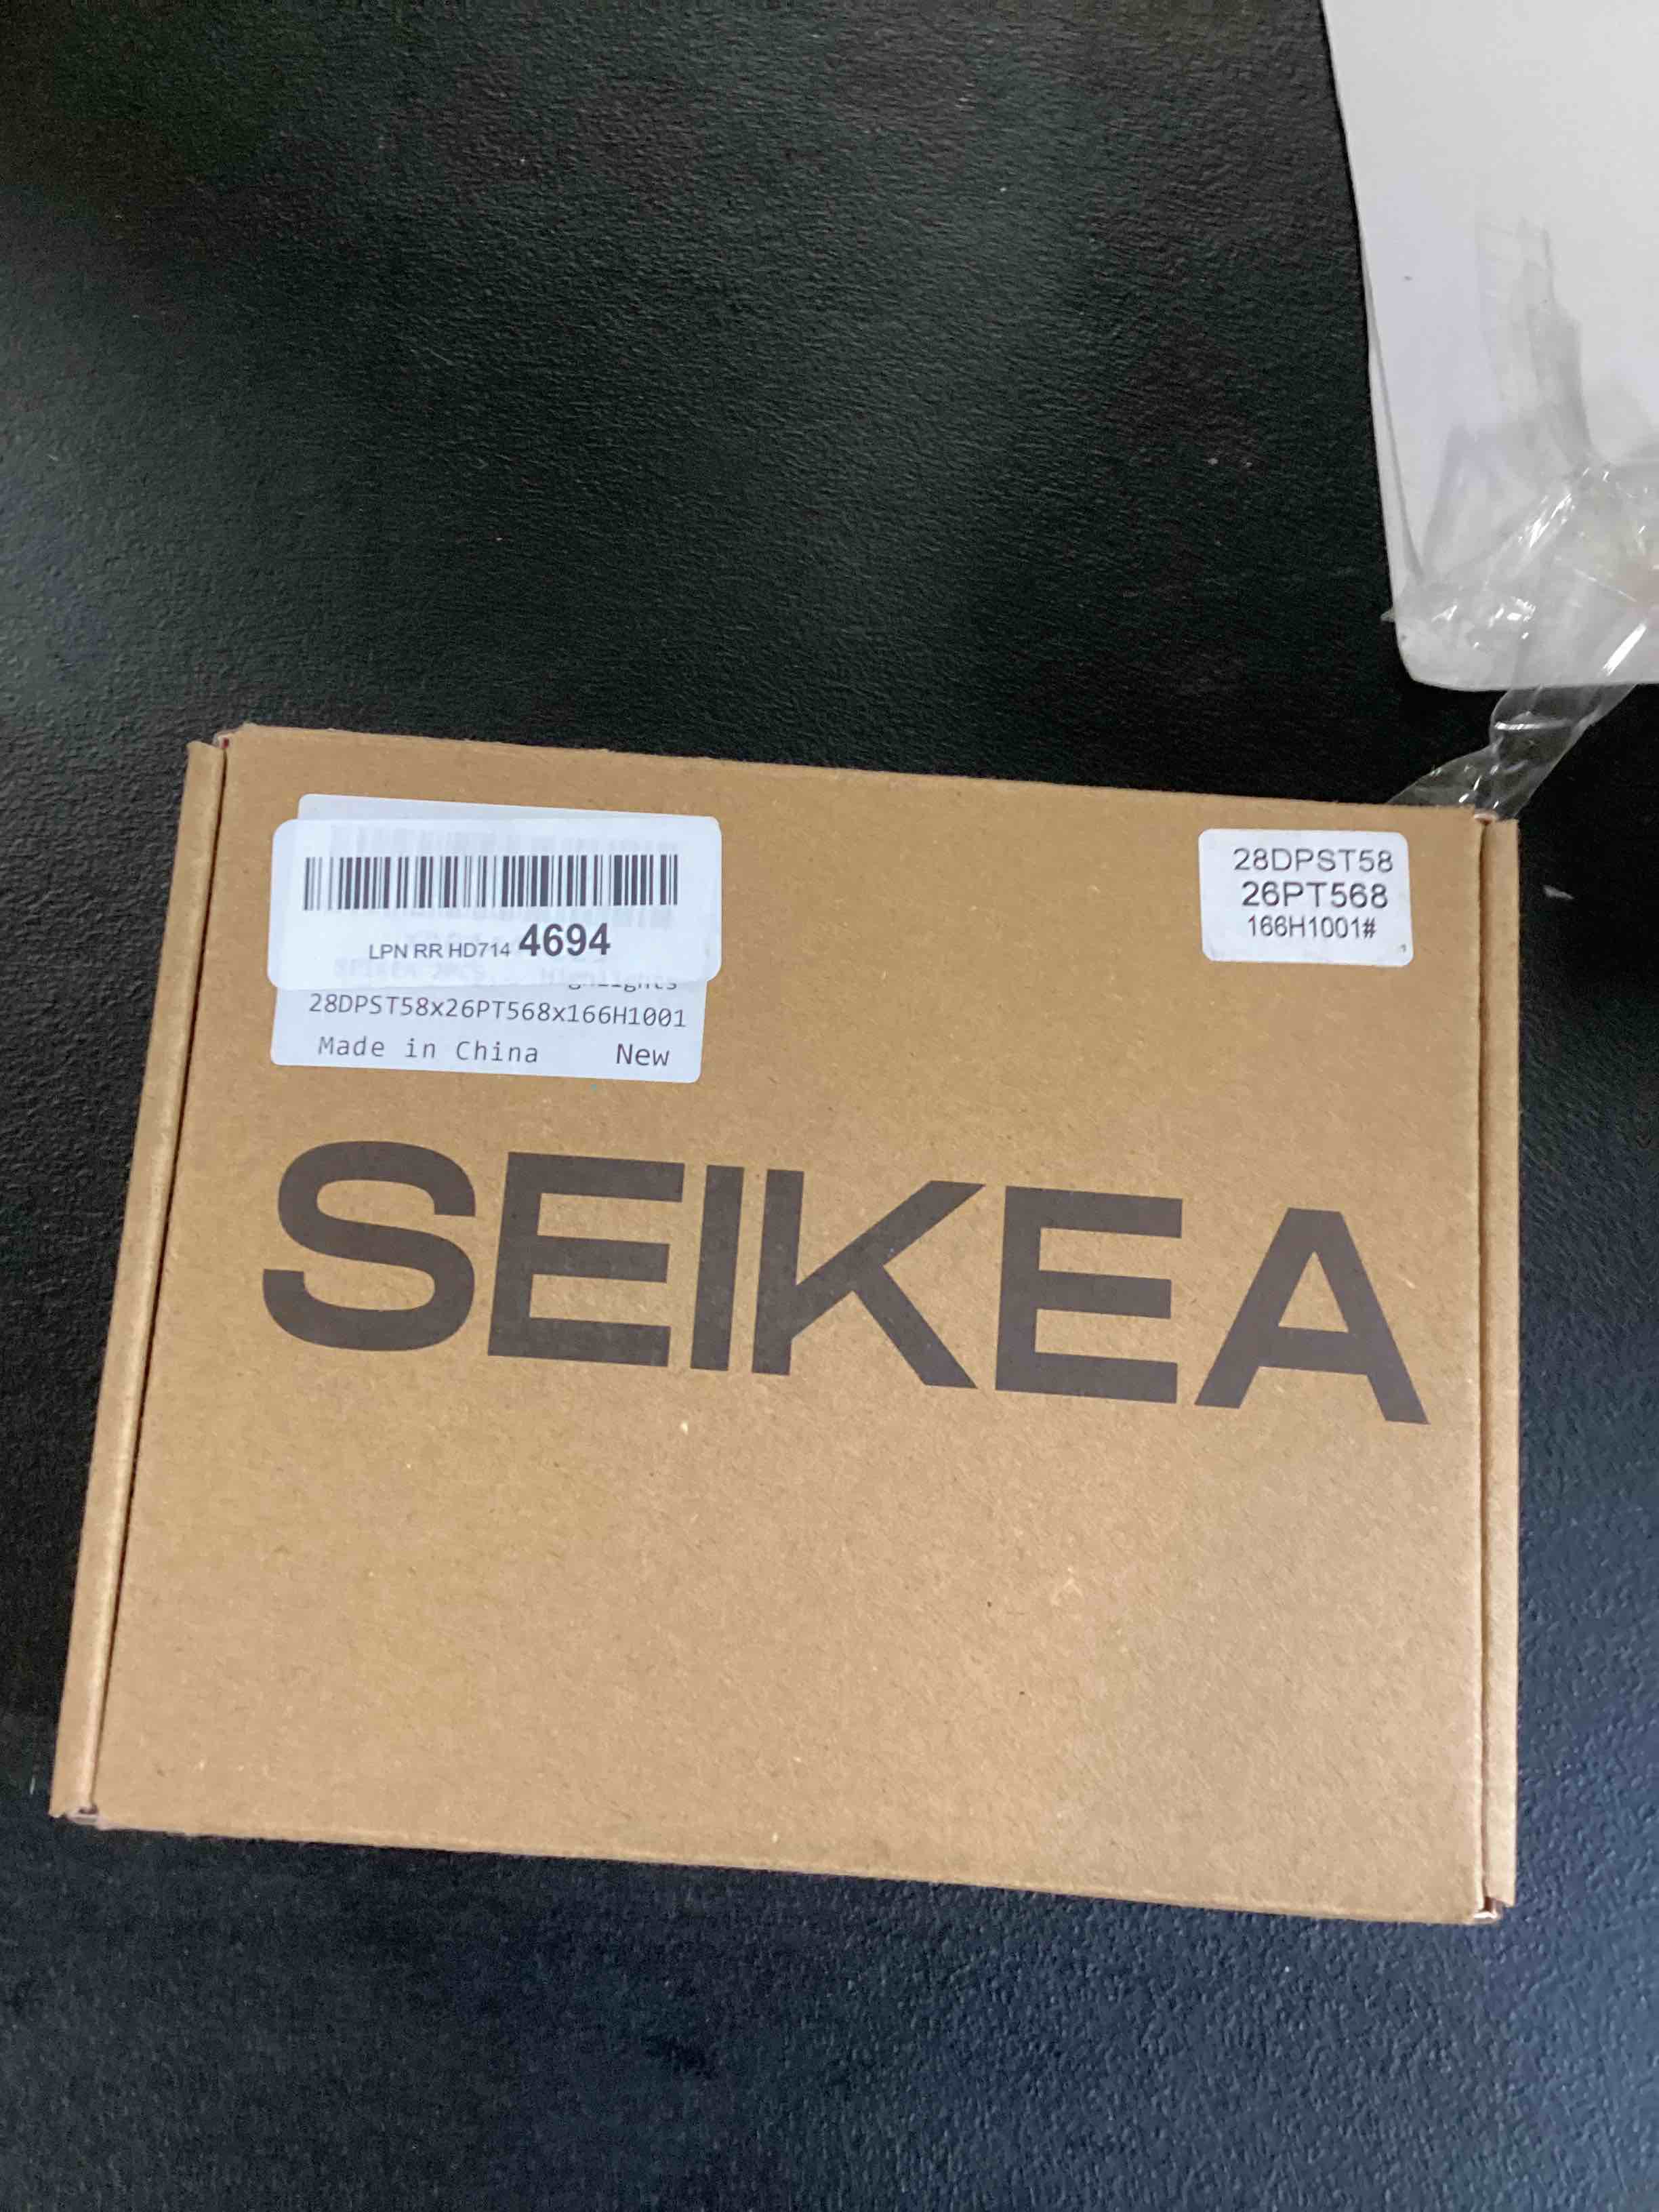 LPN RR HD714 4694
28DPST58x26PT568x166H1001
Made in China New
28DPST58
26PT568
166H1001#
SEIKEA